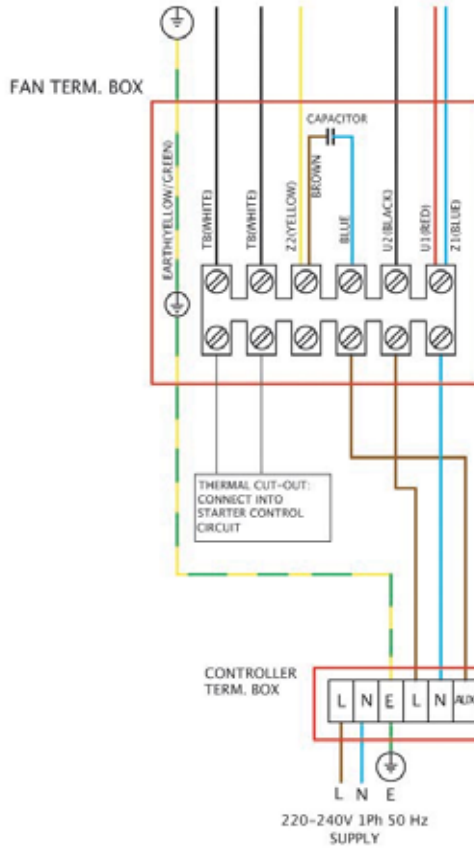 FAN TERM. BOX
CAPACITOR
EARTH(YELLOW/GREEN)
TB(WHITE)
TB(WHITE)
Z2(YELLOW)
BROWN
BLUE
U2(BLACK)
U1(RED)
Z1(BLUE)
THERMAL CUT-OUT:
CONNECT INTO
STARTER CONTROL
CIRCUIT
CONTROLLER
TERM. BOX
L N E L N AUX
L N E
220-240V 1Ph 50 Hz
SUPPLY